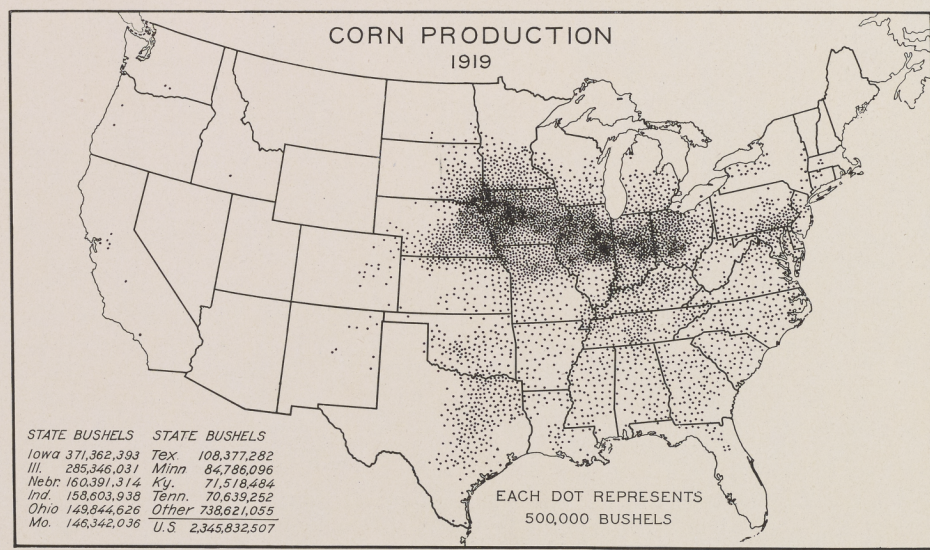 CORN PRODUCTION
1919
STATE BUSHELS STATE BUSHELS
Iowa 371,362,393 Tex. 108,377,282
Ill. 285,346,031 Minn 84,786,096
Nebr. 160,391,314 Ky. 71,518,484
Ind. 158,603,938 Tenn. 70,639,252
Ohio 149,844,626 Other 738,621,055
Mo. 146,342,036 U.S 2,345,832,507
EACH DOT REPRESENTS
500,000 BUSHELS